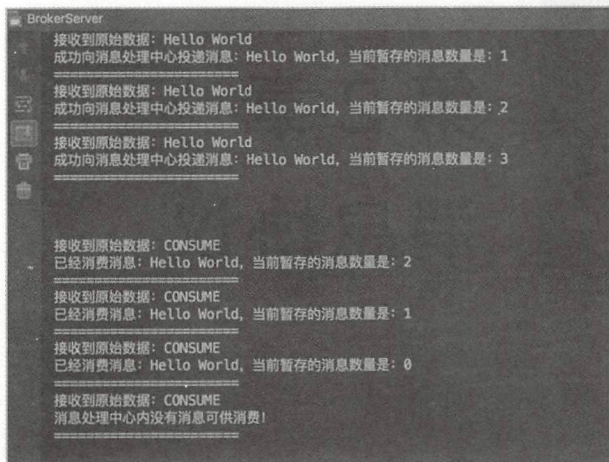 BrokerServer
接收到原始数据：Hello World
成功向消息处理中心投递消息：Hello World，当前暂存的消息数量是：1
=======================
接收到原始数据：Hello World
成功向消息处理中心投递消息：Hello World，当前暂存的消息数量是：2
=======================
接收到原始数据：Hello World
成功向消息处理中心投递消息：Hello World，当前暂存的消息数量是：3
=======================
接收到原始数据：CONSUME
已经消费消息：Hello World，当前暂存的消息数量是：2
=======================
接收到原始数据：CONSUME
已经消费消息：Hello World，当前暂存的消息数量是：1
=======================
接收到原始数据：CONSUME
已经消费消息：Hello World，当前暂存的消息数量是：0
=======================
接收到原始数据：CONSUME
消息处理中心内没有消息可供消费！
=======================